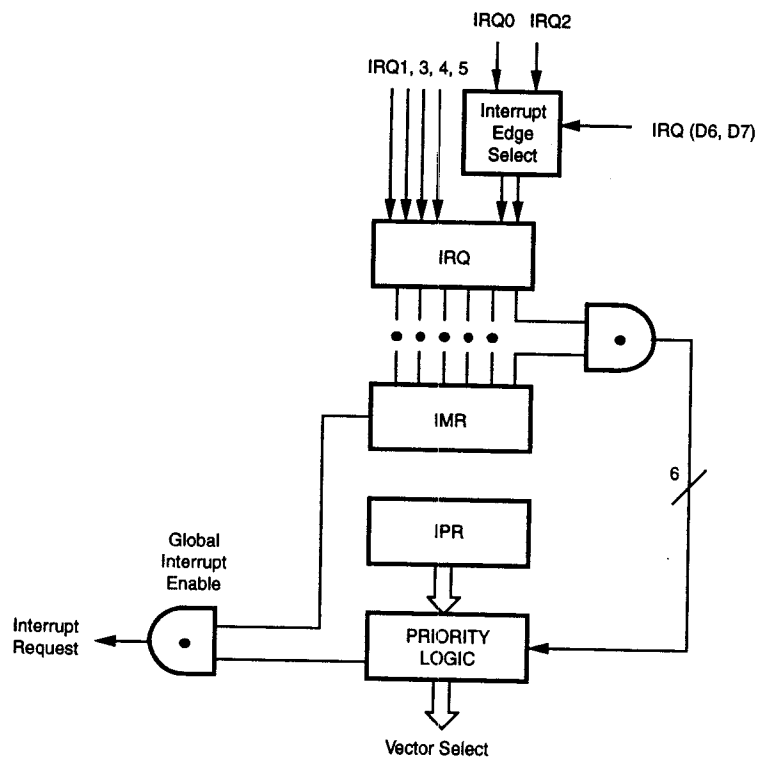 IRQ0 IRQ2
IRQ1, 3, 4, 5
Interrupt
Edge
Select
IRQ (D6, D7)
IRQ
IMR
6
IPR
Global
Interrupt
Enable
Interrupt
Request
PRIORITY
LOGIC
Vector Select